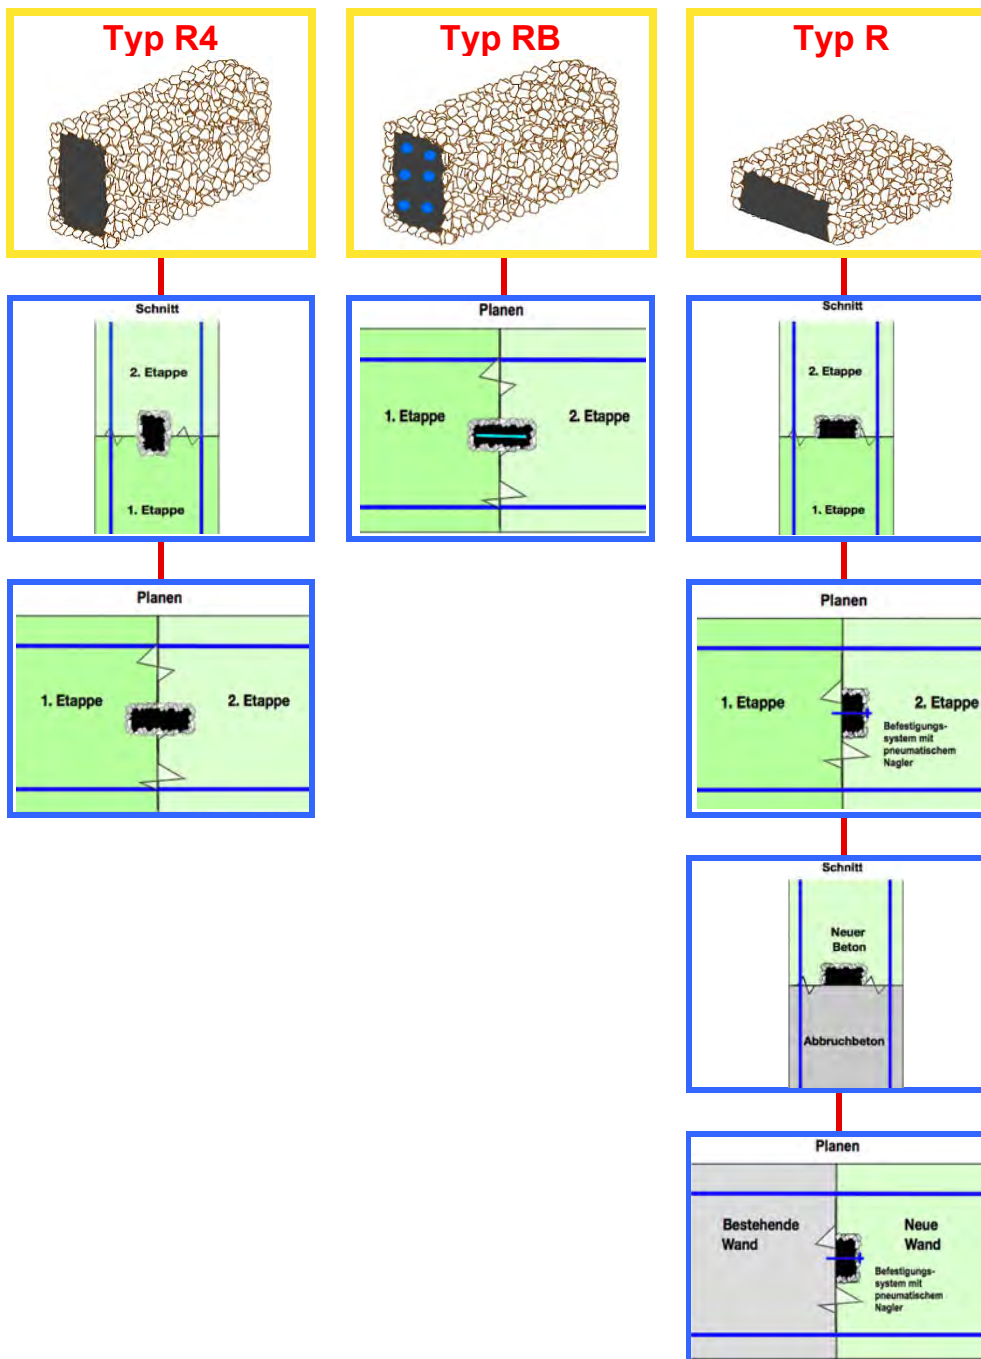 Typ R4
Typ RB
Typ R
Schnitt
2. Etappe
1. Etappe
Planen
1. Etappe
2. Etappe
Schnitt
2. Etappe
1. Etappe
Planen
1. Etappe
2. Etappe
Planen
1. Etappe
2. Etappe
Befestigungs-
system mit
pneumatischem
Nagler
Schnitt
Neuer
Beton
Abbruchbeton
Planen
Bestehende
Wand
Neue
Wand
Befestigungs-
system mit
pneumatischem
Nagler